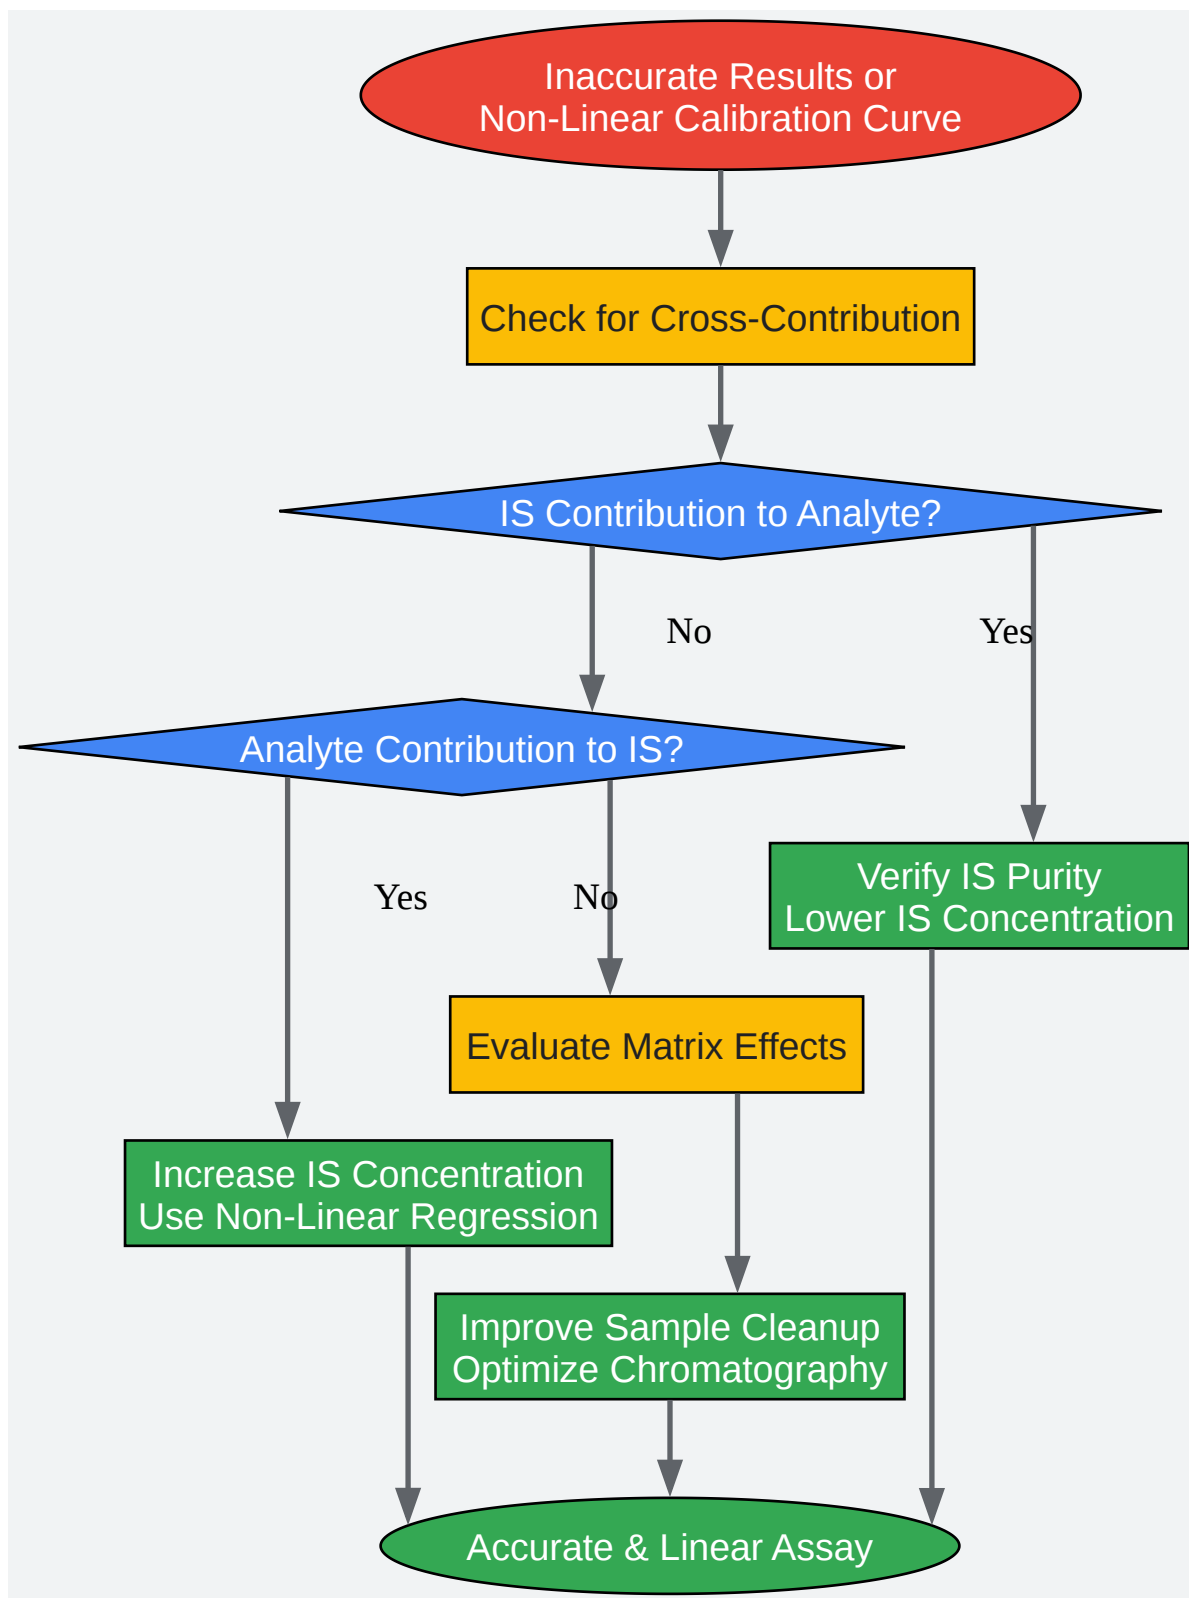 Inaccurate Results or
Non-Linear Calibration Curve
Check for Cross-Contribution
IS Contribution to Analyte?
No
Yes
Analyte Contribution to IS?
Verify IS Purity
Lower IS Concentration
Yes
No
Evaluate Matrix Effects
Increase IS Concentration
Use Non-Linear Regression
Improve Sample Cleanup
Optimize Chromatography
Accurate & Linear Assay